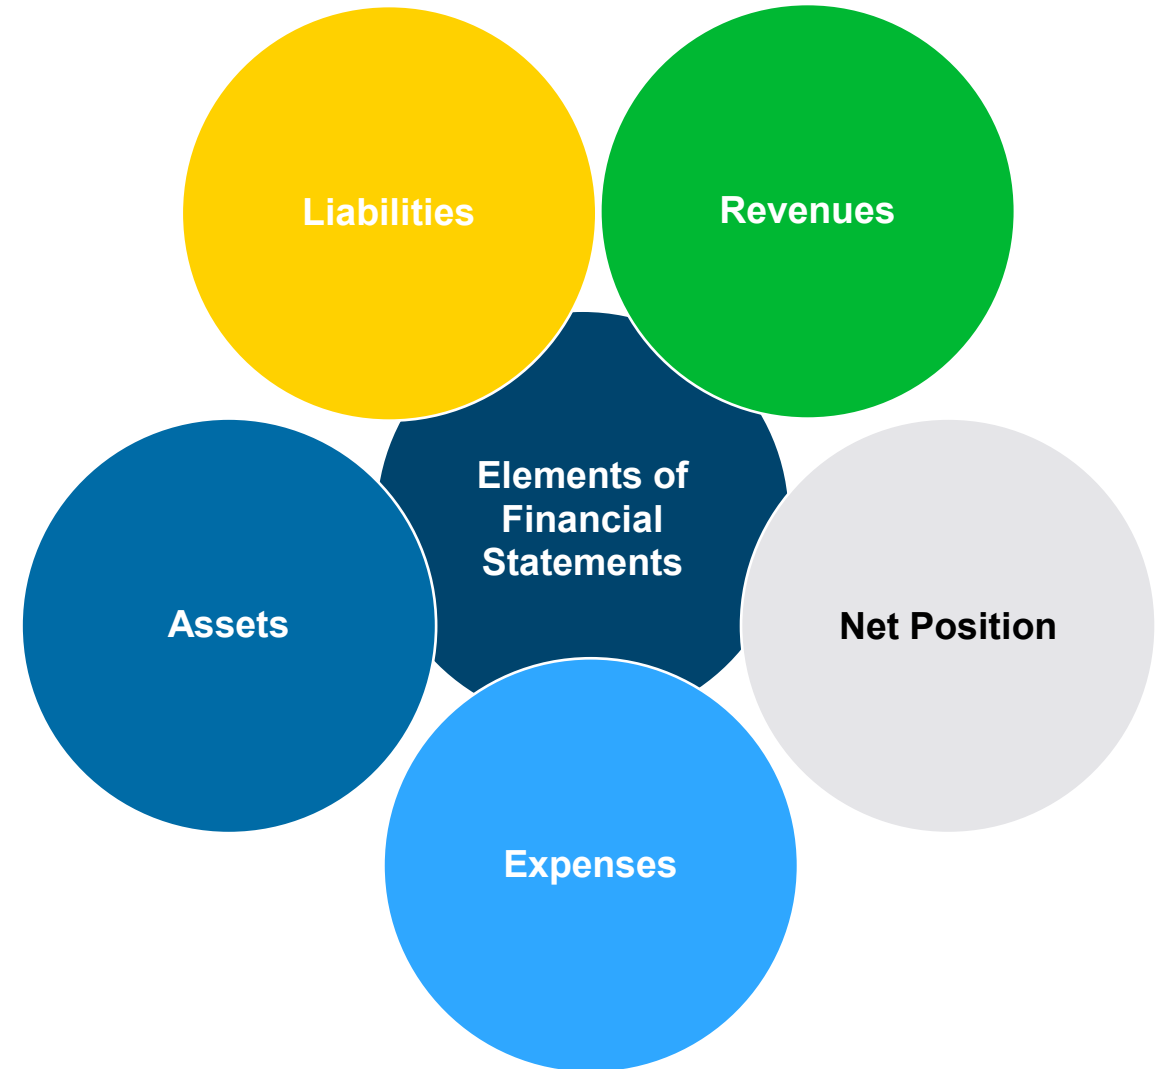 Liabilities
Revenues
Elements of
Financial
Statements
Assets
Net Position
Expenses